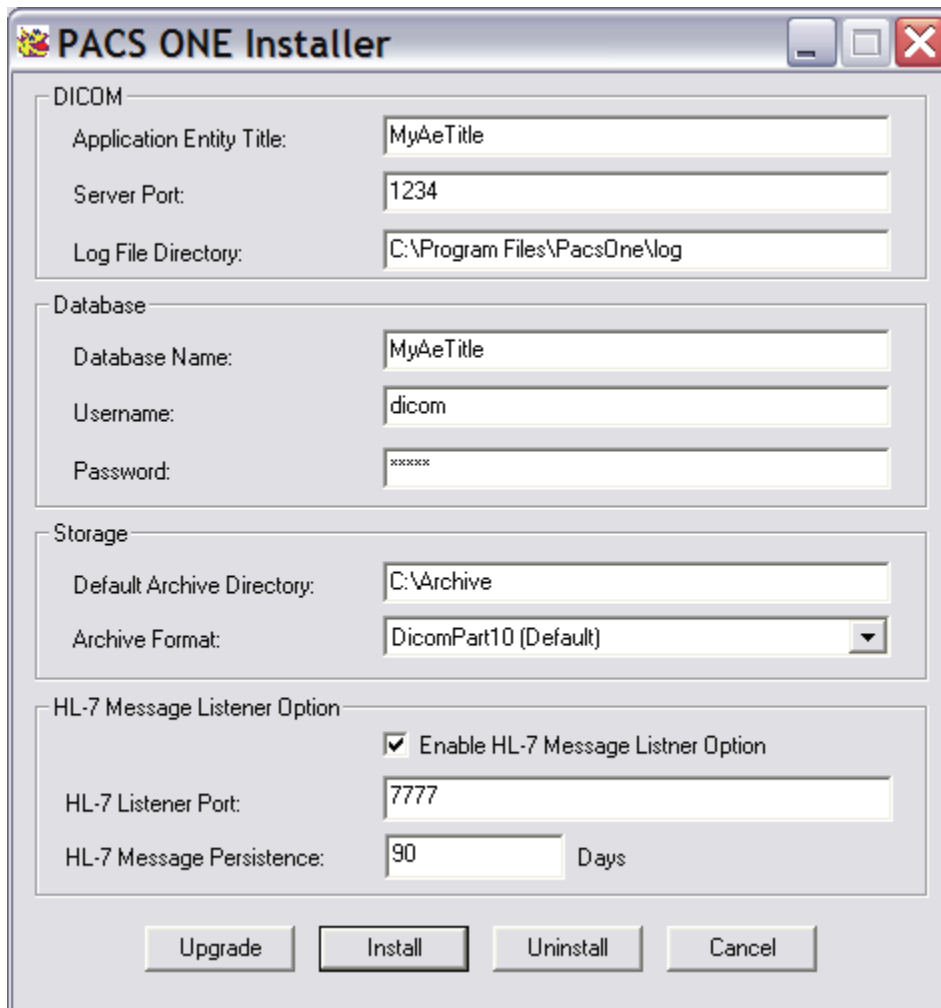 PACS ONE Installer
DICOM
Application Entity Title: MyAeTitle
Server Port: 1234
Log File Directory: C:\Program Files\PacsOne\log
Database
Database Name: MyAeTitle
Username: dicom
Password: *****
Storage
Default Archive Directory: C:\Archive
Archive Format: DicomPart10 (Default)
HL-7 Message Listener Option
Enable HL-7 Message Listner Option
HL-7 Listener Port: 7777
HL-7 Message Persistence: 90 Days
Upgrade Install Uninstall Cancel